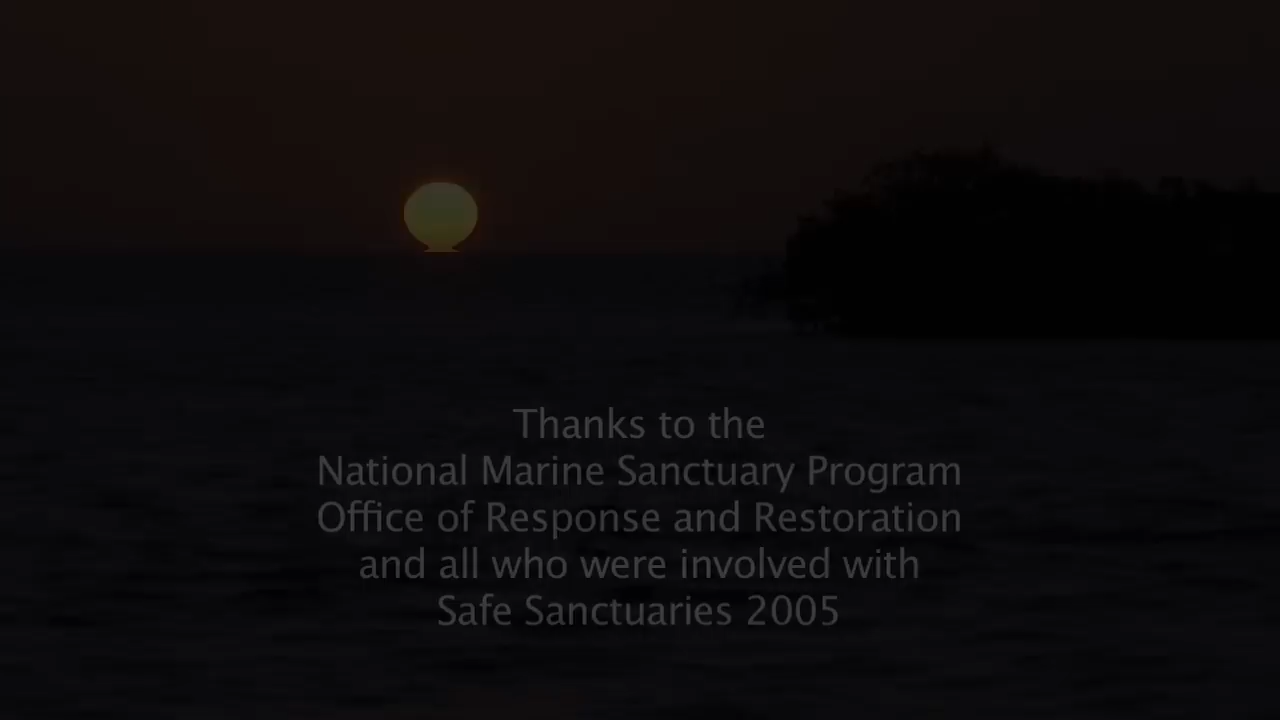 Thanks to the
National Marine Sanctuary Program
Office of Response and Restoration
and all who were involved with
Safe Sanctuaries 2005